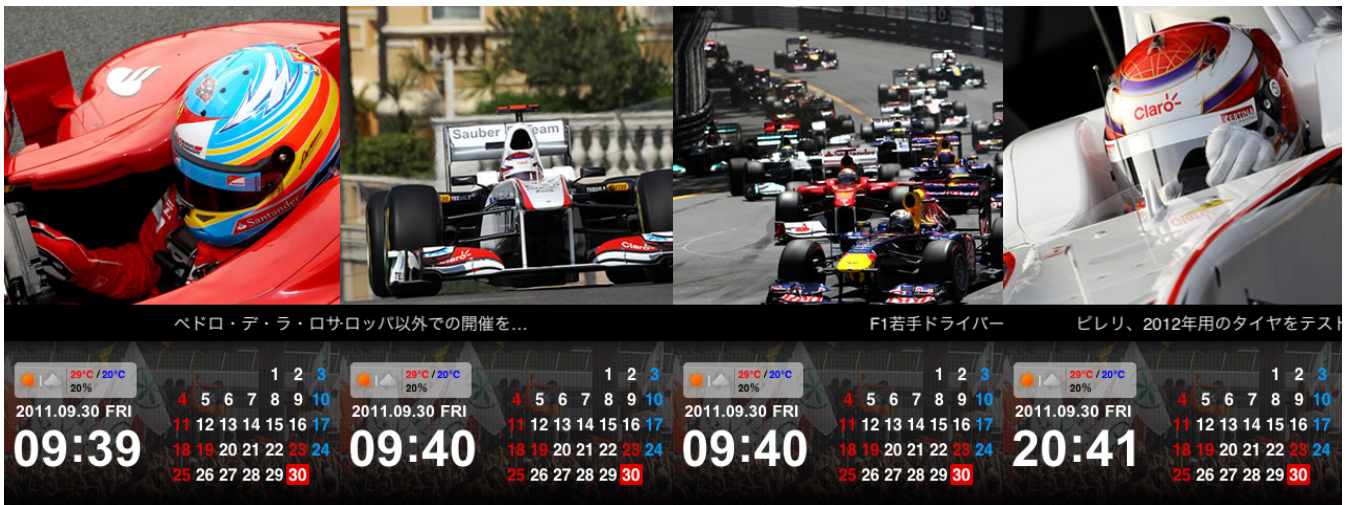 Santander
Sauber F1 Team
Claro
Claro
CERTINA
ペドロ・デ・ラ・ロサ
ロッパ以外での開催を…
F1若手ドライバー
ピレリ、2012年用のタイヤをテスト
29°C / 20°C
20%
2011.09.30 FRI
09:39
1 2 3
4 5 6 7 8 9 10
11 12 13 14 15 16 17
18 19 20 21 22 23 24
25 26 27 28 29 30
29°C / 20°C
20%
2011.09.30 FRI
09:40
1 2 3
4 5 6 7 8 9 10
11 12 13 14 15 16 17
18 19 20 21 22 23 24
25 26 27 28 29 30
29°C / 20°C
20%
2011.09.30 FRI
09:40
1 2 3
4 5 6 7 8 9 10
11 12 13 14 15 16 17
18 19 20 21 22 23 24
25 26 27 28 29 30
29°C / 20°C
20%
2011.09.30 FRI
20:41
1 2 3
4 5 6 7 8 9 10
11 12 13 14 15 16 17
18 19 20 21 22 23 24
25 26 27 28 29 30